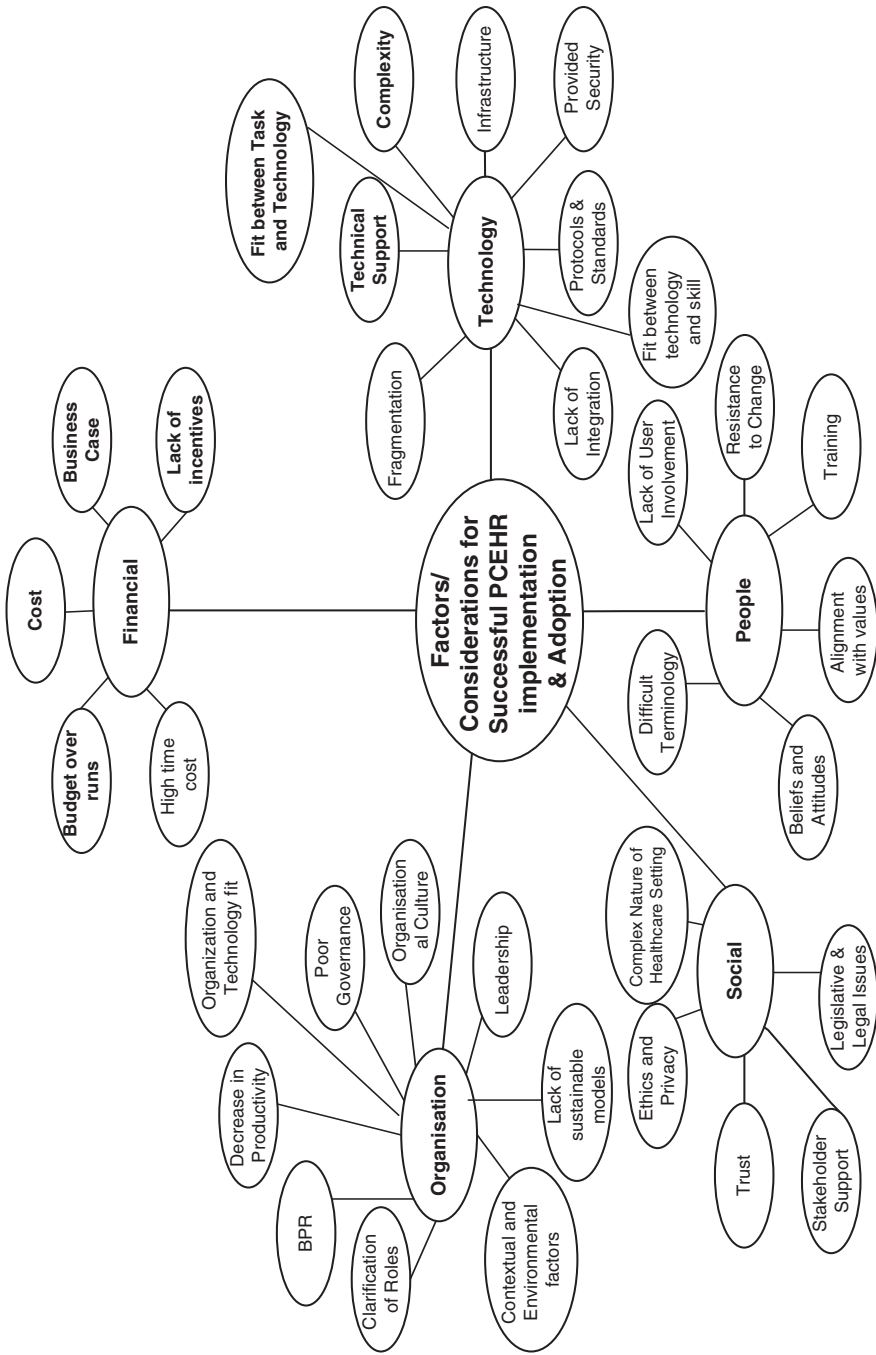 Cost
Budget over
runs
Business
Case
Financial
High time
cost
Lack of
incentives
Organization and
Technology fit
Decrease in
Productivity
Poor
Governance
BPR
Organisation
al Culture
Clarification
of Roles
Organisation
Leadership
Contextual and
Environmental
factors
Lack of
sustainable
models
Factors/
Considerations for
Successful PCEHR
implementation
& Adoption
Fit between Task
and Technology
Technical
Support
Complexity
Fragmentation
Technology
Infrastructure
Lack of
Integration
Protocols &
Standards
Provided
Security
Fit between
technology
and skill
Ethics and
Privacy
Complex Nature of
Healthcare Setting
Trust
Social
Stakeholder
Support
Legislative &
Legal Issues
Difficult
Terminology
Lack of User
Involvement
People
Resistance
to Change
Beliefs and
Attitudes
Alignment
with values
Training